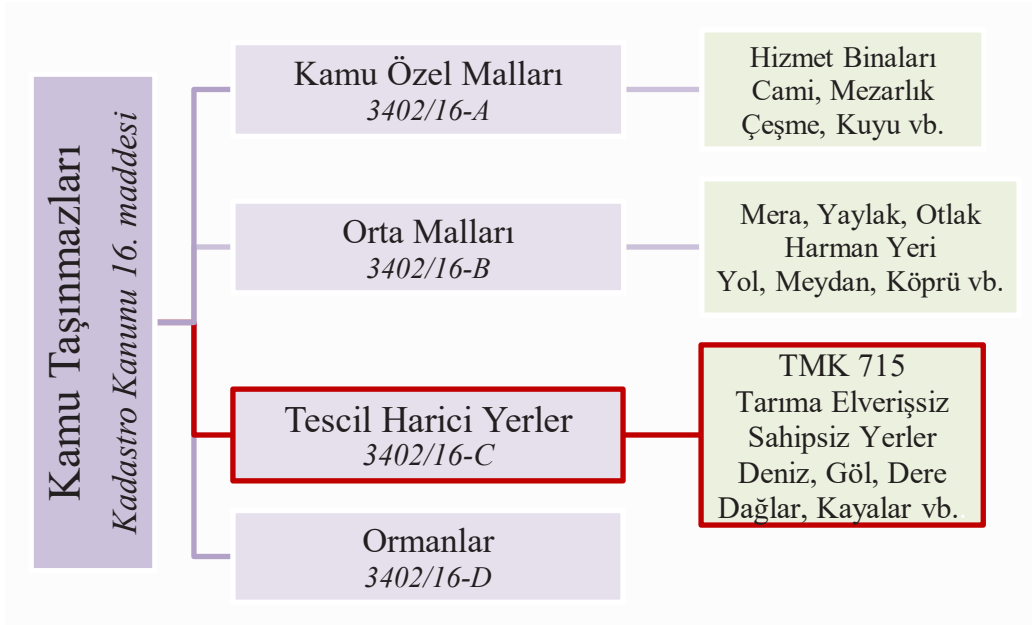 Kamu Taşınmazları
Kadastro Kanunu 16. maddesi
Kamu Özel Malları
3402/16-A
Hizmet Binaları
Cami, Mezarlık
Çeşme, Kuyu vb.
Orta Malları
3402/16-B
Mera, Yaylak, Otlak
Harman Yeri
Yol, Meydan, Köprü vb.
Tescil Harici Yerler
3402/16-C
TMK 715
Tarıma Elverişsiz
Sahipsiz Yerler
Deniz, Göl, Dere
Dağlar, Kayalar vb.
Ormanlar
3402/16-D